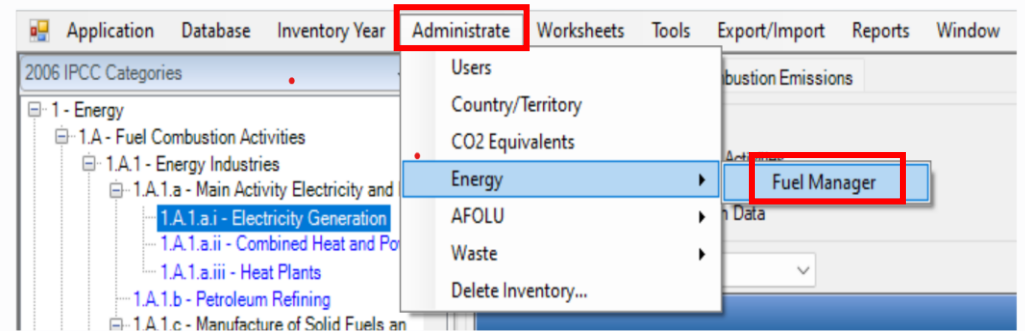 Application Database Inventory Year Administrate Worksheets Tools Export/Import Reports Window
2006 IPCC Categories
1 - Energy
1.A - Fuel Combustion Activities
1.A.1 - Energy Industries
1.A.1.a - Main Activity Electricity and
1.A.1.a.i - Electricity Generation
1.A.1.a.ii - Combined Heat and Po
1.A.1.a.iii - Heat Plants
1.A.1.b - Petroleum Refining
1.A.1.c - Manufacture of Solid Fuels an
Users
Country/Territory
CO2 Equivalents
Energy
AFOLU
Waste
Delete Inventory...
Fuel Manager
bustion Emissions
n Data